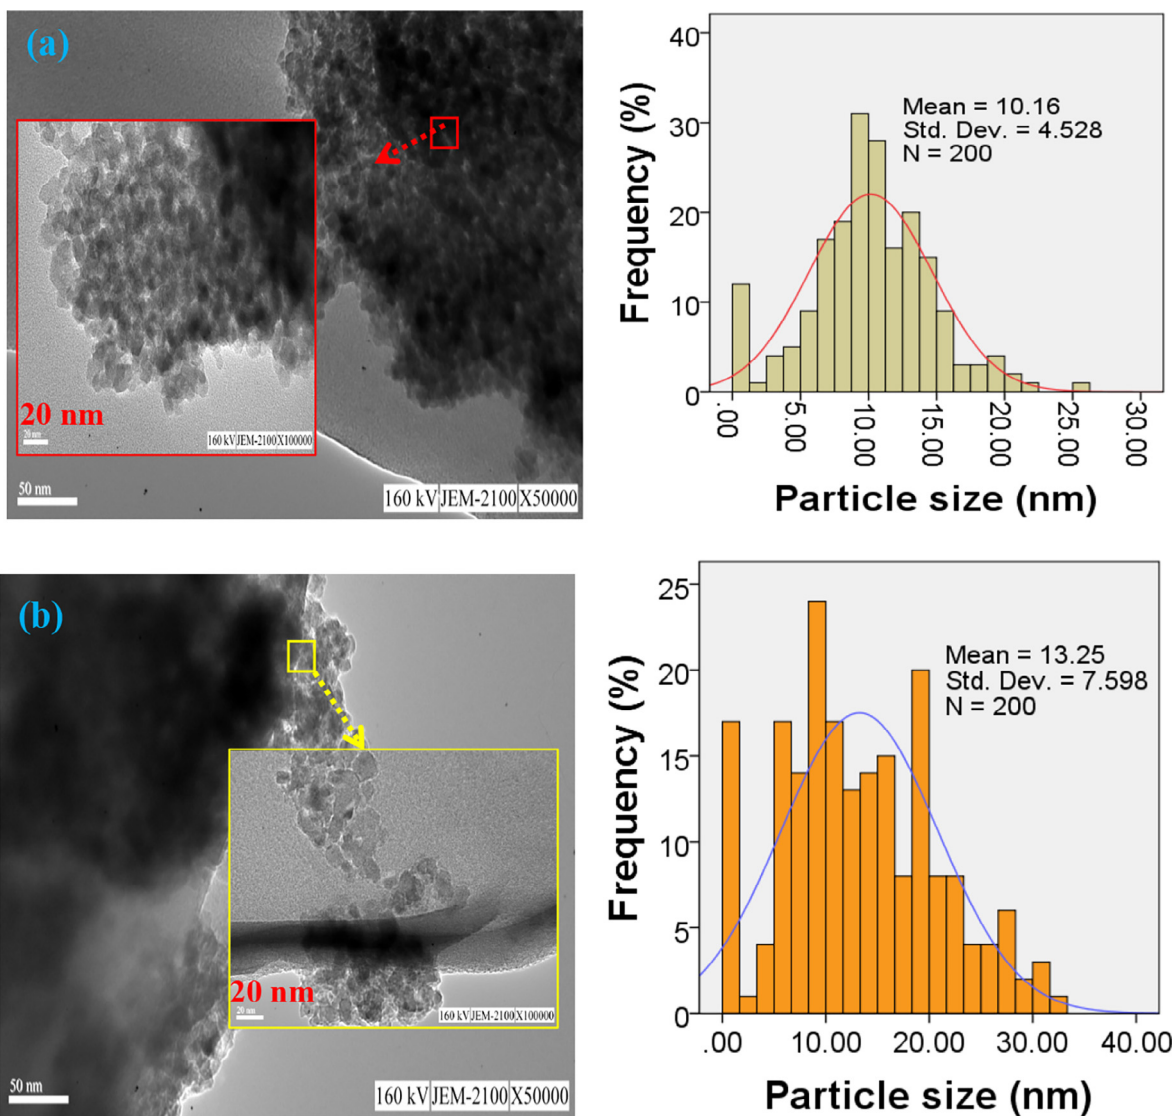 (a)
20 nm
20 nm
160 kV JEM-2100 X100000
50 nm
160 kV JEM-2100 X50000
40
30
20
10
0
Frequency (%)
Mean = 10.16
Std. Dev. = 4.528
N = 200
.00
5.00
10.00
15.00
20.00
25.00
30.00
Particle size (nm)
(b)
20 nm
20 nm
160 kV JEM-2100 X100000
50 nm
160 kV JEM-2100 X50000
25
20
15
10
5
0
Frequency (%)
Mean = 13.25
Std. Dev. = 7.598
N = 200
.00 10.00 20.00 30.00 40.00
Particle size (nm)